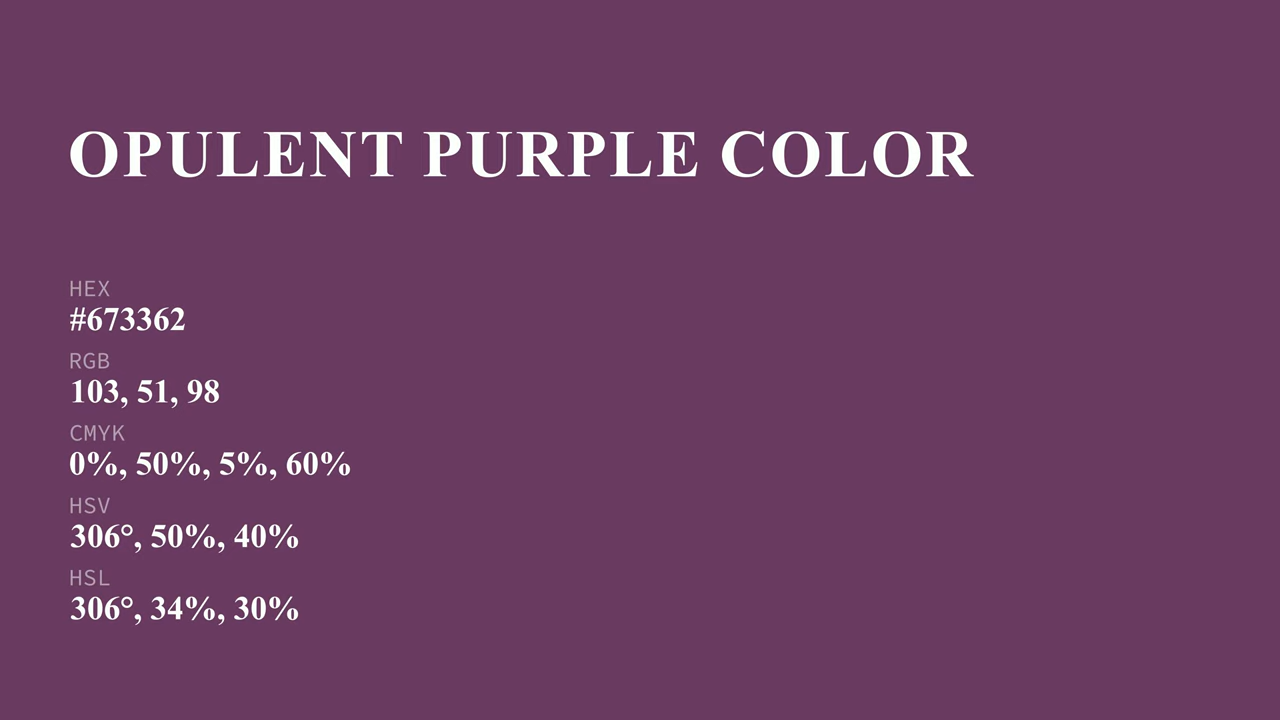 OPULENT PURPLE COLOR
HEX
#673362
RGB
103, 51, 98
CMYK
0%, 50%, 5%, 60%
HSV
306°, 50%, 40%
HSL
306°, 34%, 30%